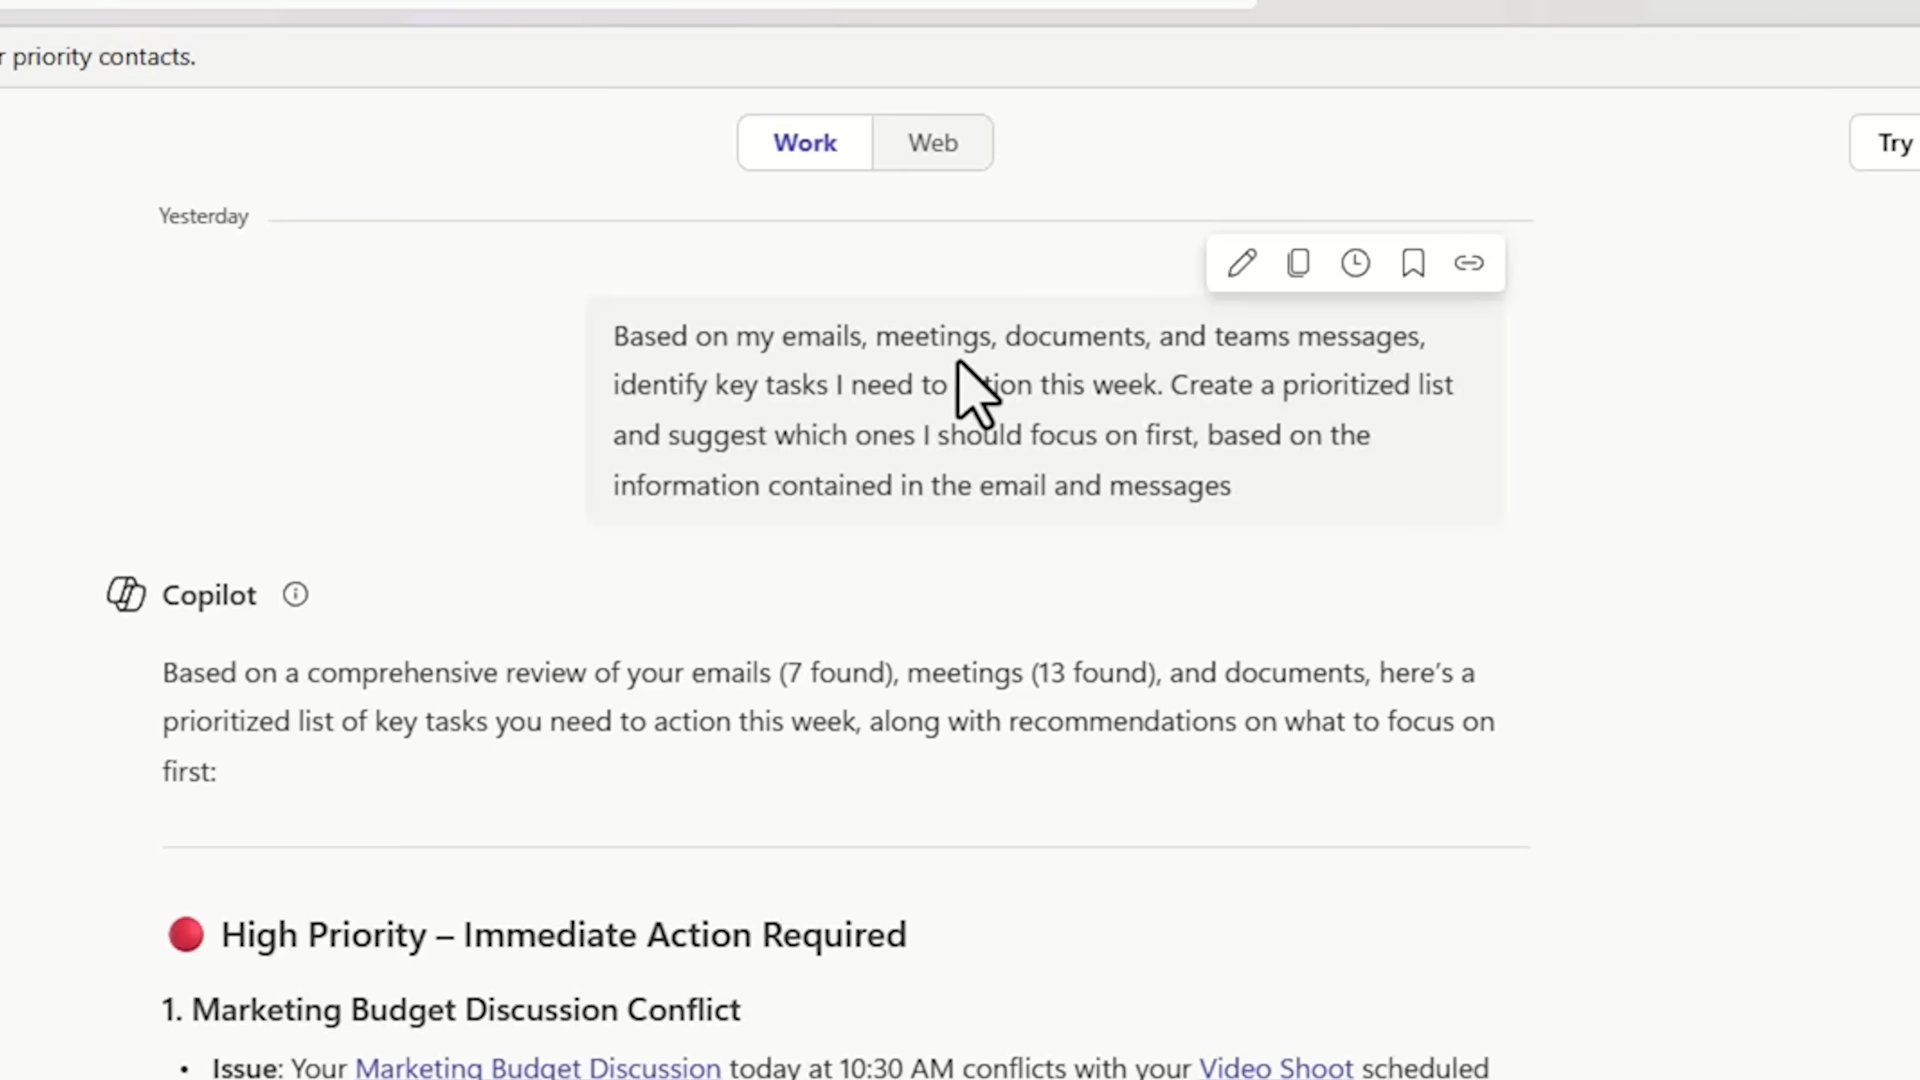 priority contacts.
Work
Web
Try
Yesterday
Based on my emails, meetings, documents, and teams messages,
identify key tasks I need to this week. Create a prioritized list
and suggest which ones I should focus on first, based on the
information contained in the email and messages
Copilot
Based on a comprehensive review of your emails (7 found), meetings (13 found), and documents, here's a
prioritized list of key tasks you need to action this week, along with recommendations on what to focus on
first:
High Priority – Immediate Action Required
1. Marketing Budget Discussion Conflict
• Issue: Your Marketing Budget Discussion today at 10:30 AM conflicts with your Video Shoot scheduled